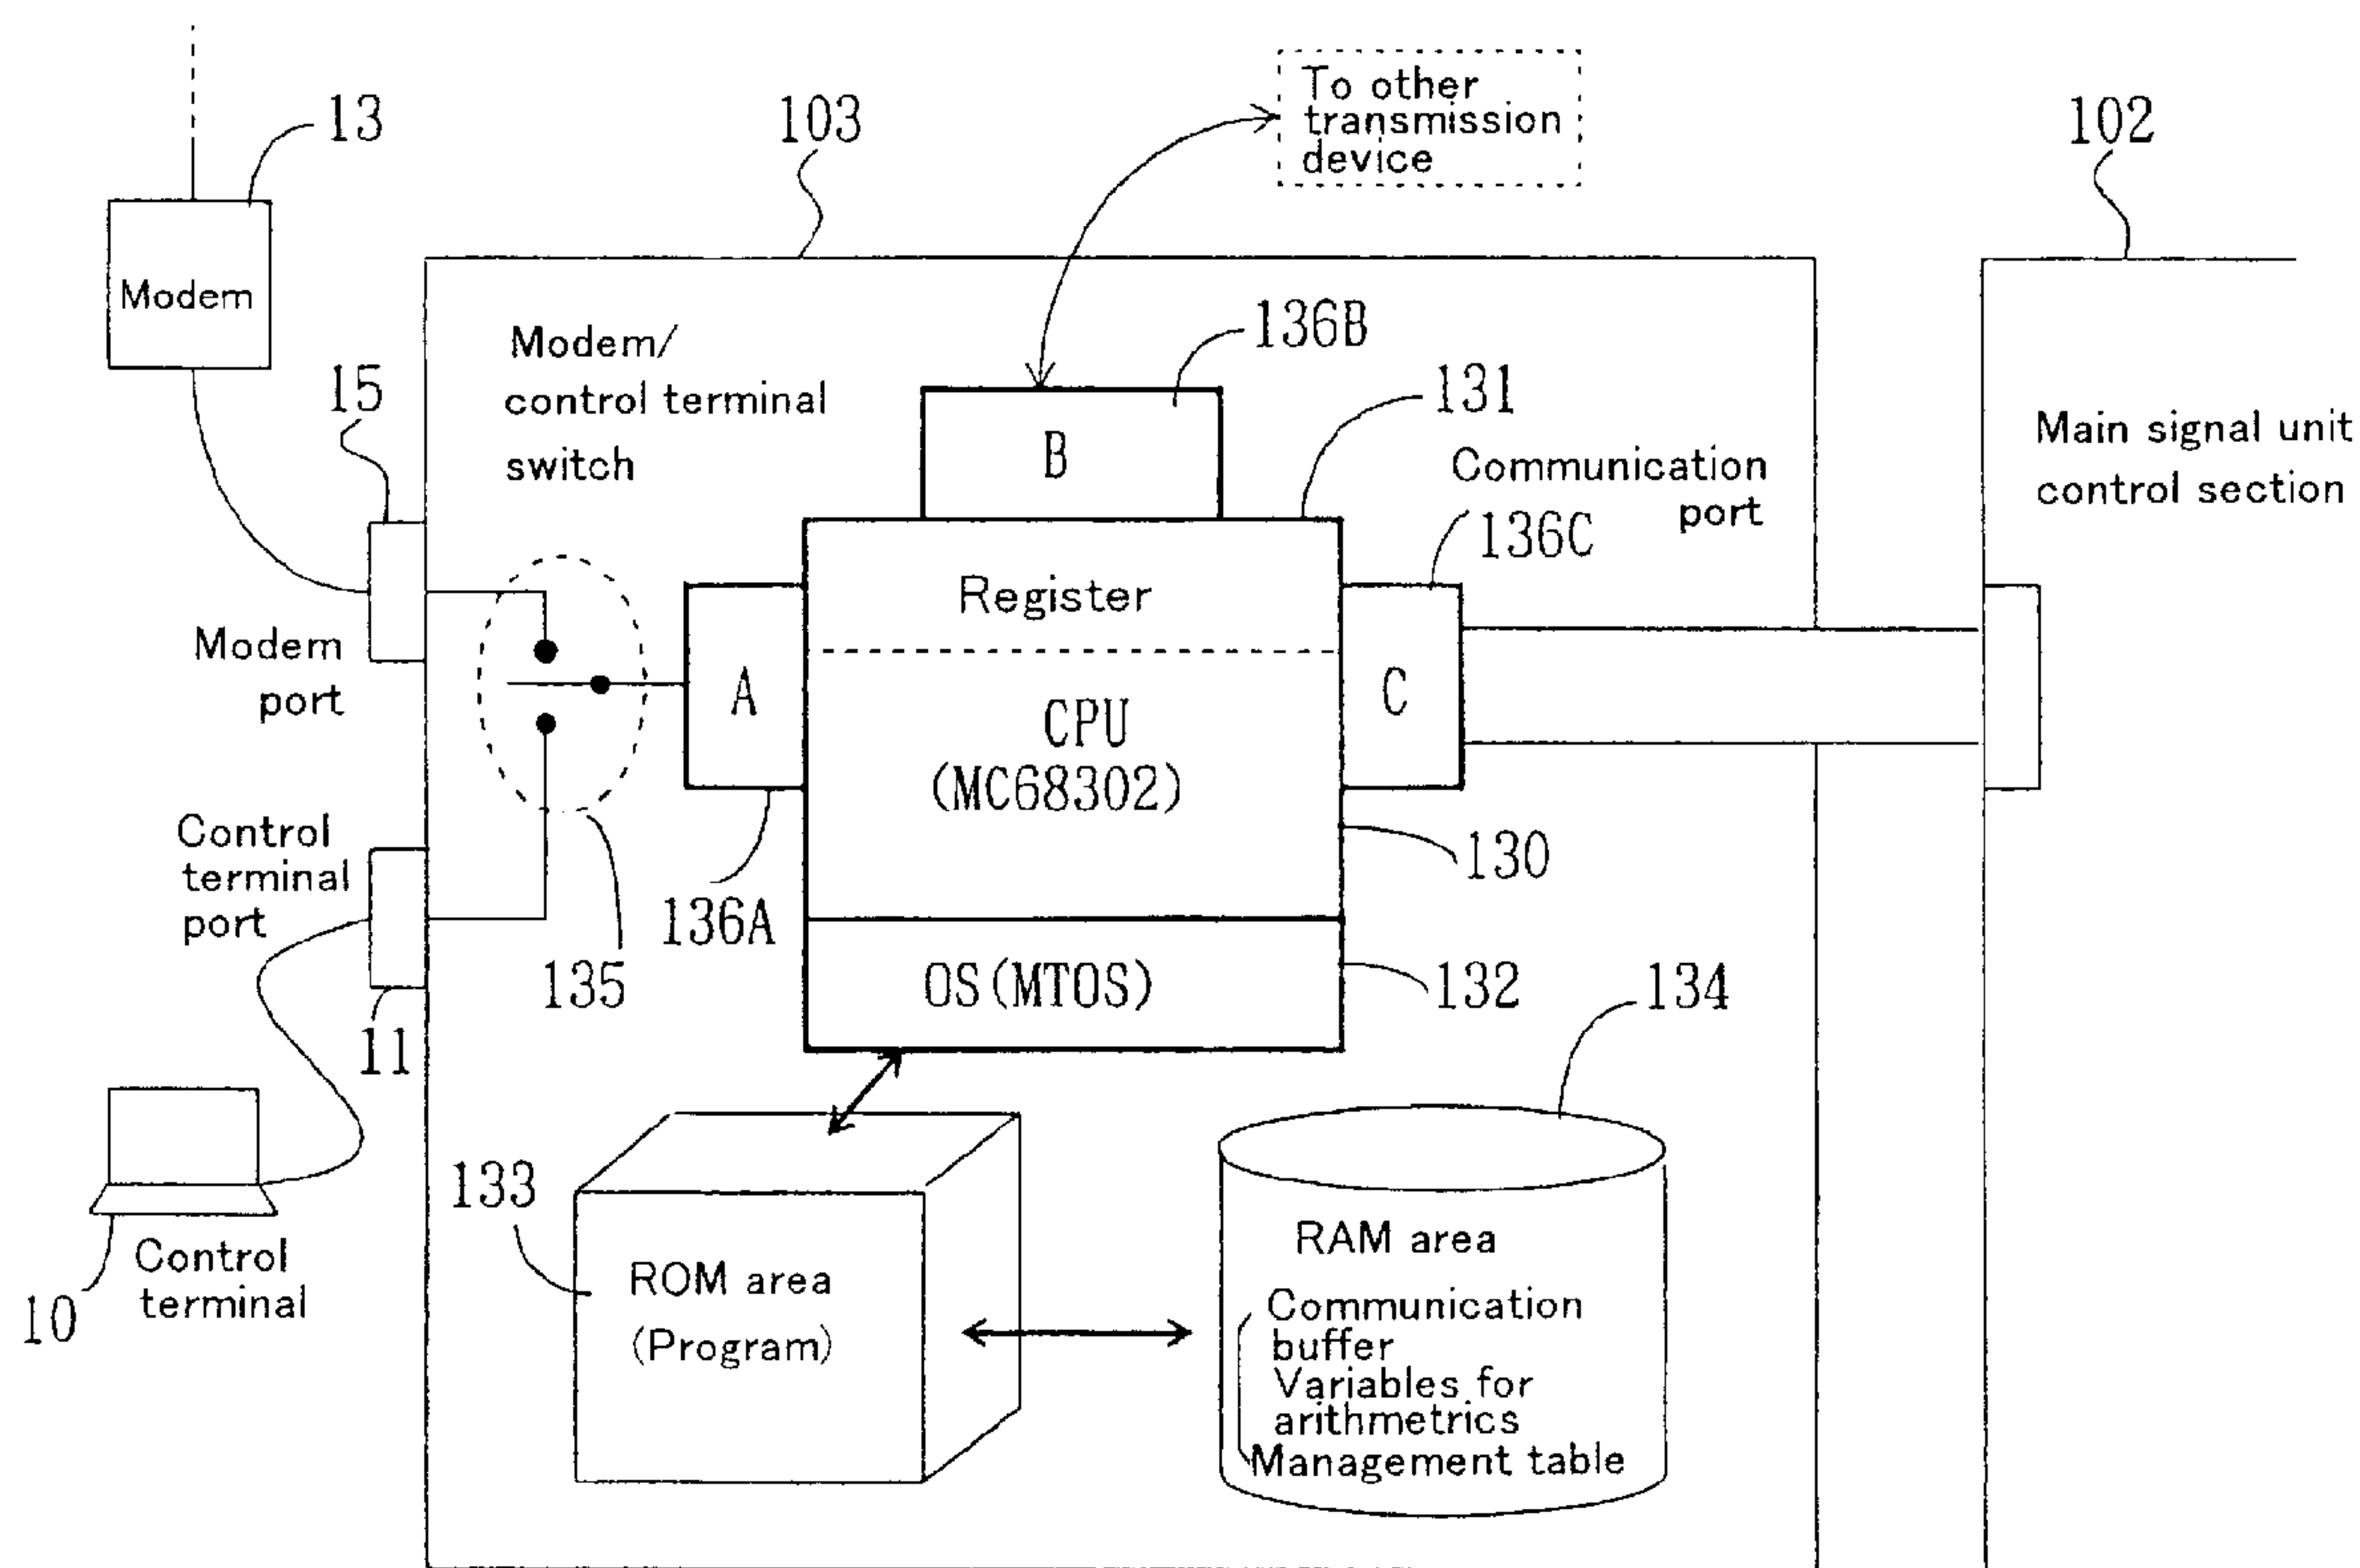 To other
transmission
device
13
103
102
Modem
Modem/
control terminal
switch
136B
15
131
B
Communication
port
Main signal unit
control section
136C
Register
Modem
port
A
C
CPU
(MC68302)
Control
terminal
port
130
136A
135
OS(MTOS)
132
134
11
133
RAM area
Control
terminal
10
ROM area
(Program)
Communication
buffer
Variables for
arithmetrics
Management table